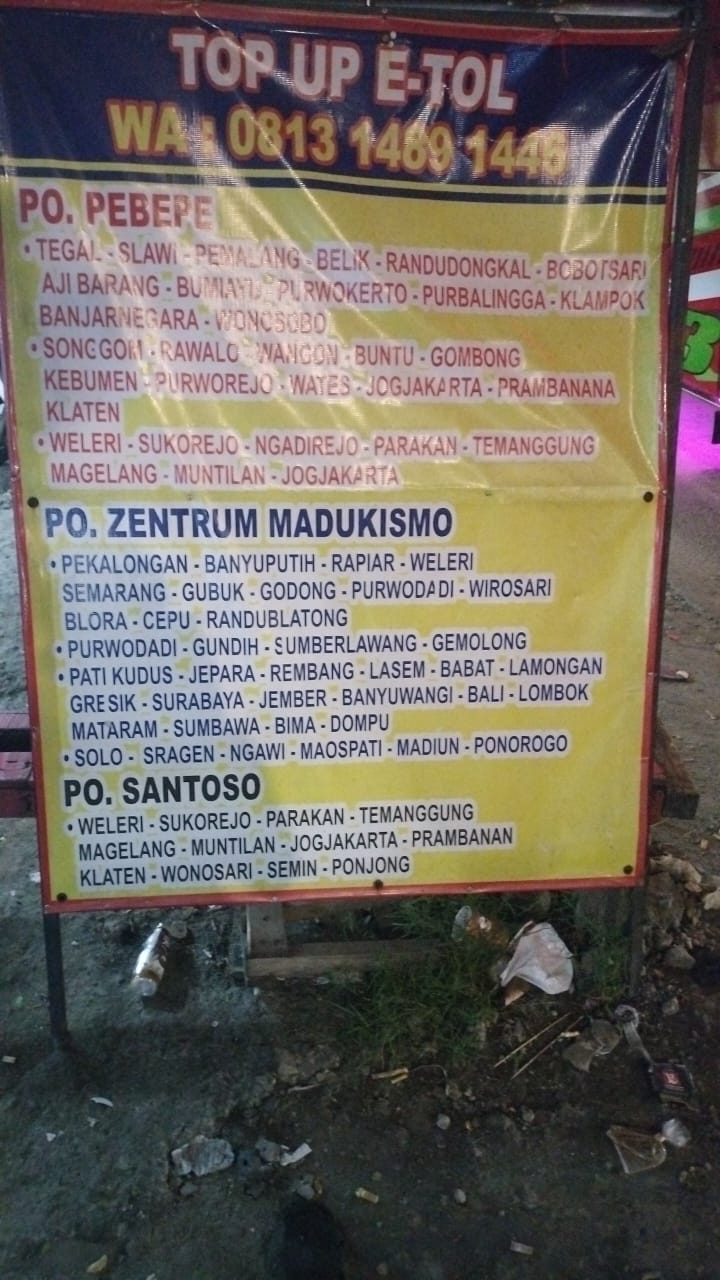 TOP UP E-TOL
WA : 0813 1469 1446
PO. PEBEPE
• TEGAL - SLAWI - PEMALANG - BELIK - RANDUDONGKAL - BOBOTSARI
AJI BARANG - BUMIAYU - PURWOKERTO - PURBALINGGA - KLAMPOK
BANJARNEGARA - WONOSOBO
• SONGGOM - RAWALO - WANGON - BUNTU - GOMBONG
KEBUMEN - PURWOREJO - WATES - JOGJAKARTA - PRAMBANANA
KLATEN
• WELERI - SUKOREJO - NGADIREJO - PARAKAN - TEMANGGUNG
MAGELANG - MUNTILAN - JOGJAKARTA
PO. ZENTRUM MADUKISMO
• PEKALONGAN - BANYUPUTIH - RAPIAR - WELERI
SEMARANG - GUBUK - GODONG - PURWODADI - WIROSARI
BLORA - CEPU - RANDUBLATONG
• PURWODADI - GUNDIH - SUMBERLAWANG - GEMOLONG
• PATI KUDUS - JEPARA - REMBANG - LASEM - BABAT - LAMONGAN
GRESIK - SURABAYA - JEMBER - BANYUWANGI - BALI - LOMBOK
MATARAM - SUMBAWA - BIMA - DOMPU
• SOLO - SRAGEN - NGAWI - MAOSPATI - MADIUN - PONOROGO
PO. SANTOSO
• WELERI - SUKOREJO - PARAKAN - TEMANGGUNG
MAGELANG - MUNTILAN - JOGJAKARTA - PRAMBANAN
KLATEN - WONOSARI - SEMIN - PONJONG